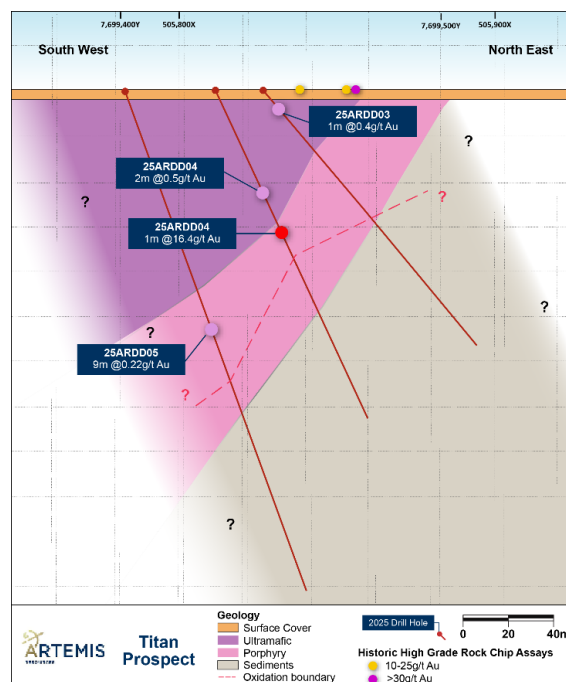 7,699,400Y
505,800X
7,699,500Y
505,900X
South West
North East
25ARDD03
1m @0.4g/t Au
?
25ARDD04
2m @0.5g/t Au
?
?
25ARDD04
1m @16.4g/t Au
?
?
25ARDD05
9m @0.22g/t Au
?
?
ARTEMIS
Titan
Prospect
Geology
Surface Cover
Ultramafic
Porphyry
Sediments
Oxidation boundary
2025 Drill Hole
0
20
40m
Historic High Grade Rock Chip Assays
10-25g/t Au
>30g/t Au